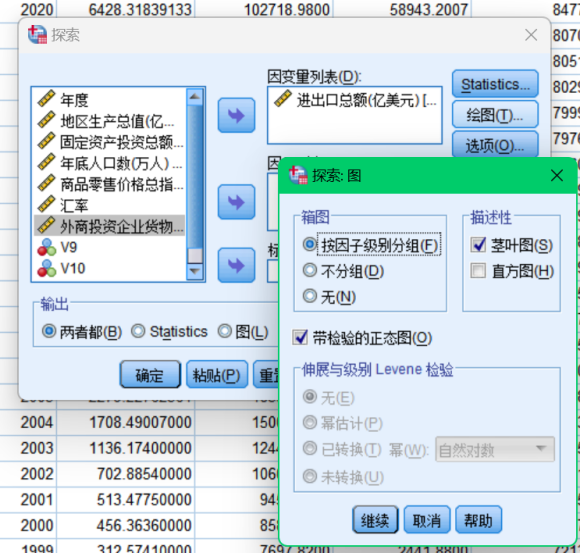 2020 6428.31839133 102718.9800 58943.2007 847
探索
8070
805
8029
799
797
因变量列表(D):
进出口总额(亿美元) [...
年度
地区生产总值(亿...
固定资产投资总额...
年底人口数(万人) ...
商品零售价格总指...
汇率
外商投资企业货物...
V9
V10
Statistics...
绘图(T)...
选项(O)...
输出
两者都(B) Statistics 图(L)
确定 粘贴(P) 重
探索: 图
箱图
按因子级别分组(F)
不分组(D)
无(N)
描述性
茎叶图(S)
直方图(H)
带检验的正态图(O)
伸展与级别 Levene 检验
无(E)
幂估计(P)
已转换(T) 幂(W): 自然对数
未转换(U)
继续 取消 帮助
2004 1708.49007000 150
2003 1136.17400000 124
2002 702.88540000 106
2001 513.47750000 94
2000 456.36360000 85
1999 312.57410000 7697.8200 2441.8800 72